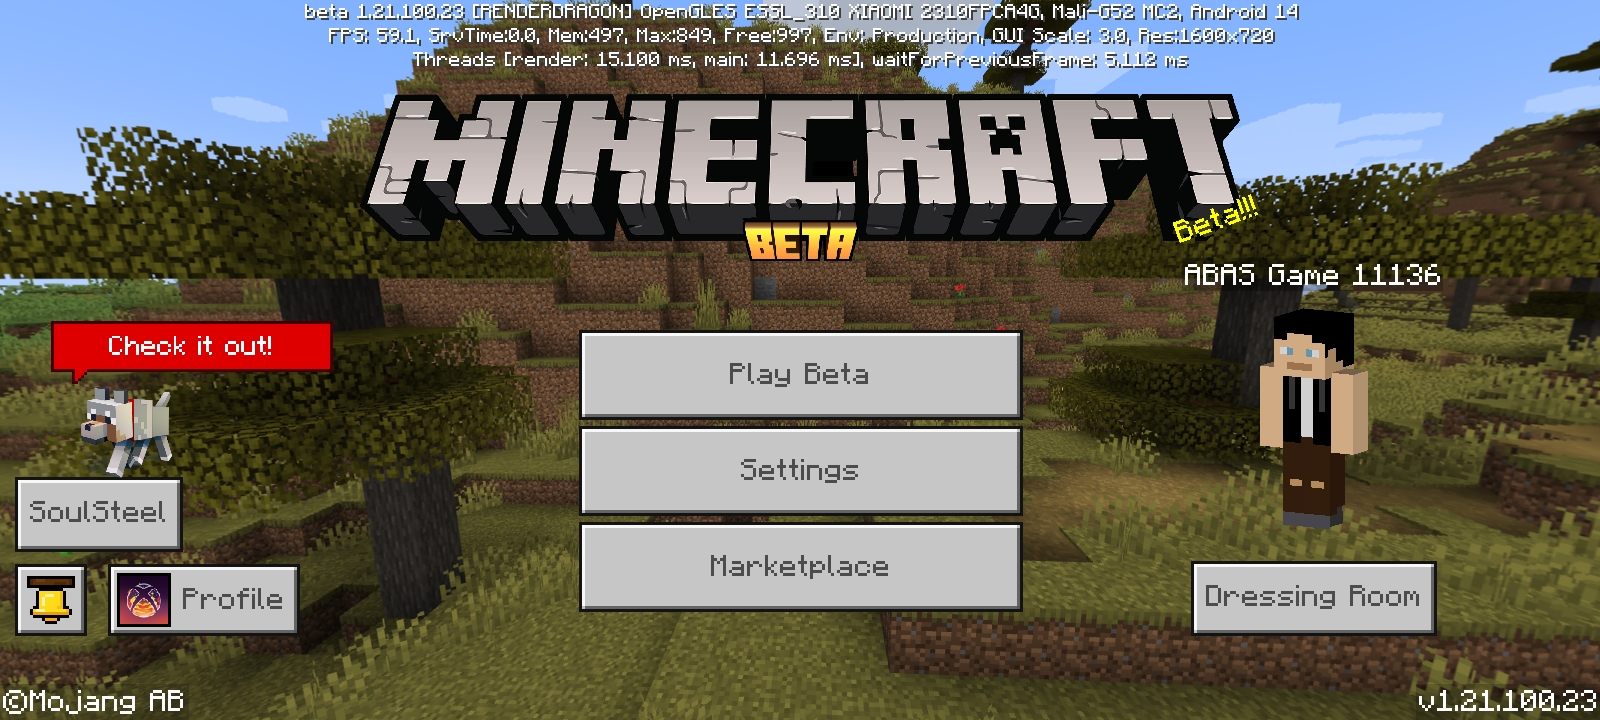 beta 1.21.100.23 [RENDERDRAGON] OpenGLES ESSL_310 XIAOMI 2310FPCA4G, Mali-G52 MC2, Android 14
FPS: 59.1, SrvTime:0.0, Mem:497, Max:849, Free:997, Env: Production, GUI Scale: 3.0, Res:1600x720
Threads [render: 15.100 ms, main: 11.696 ms], waitForPreviousFrame: 5.112 ms
MINECRAFT
BETA
Beta!!!
ABAS Game 11136
Check it out!
Play Beta
Settings
SoulSteel
Marketplace
Profile
Dressing Room
©Mojang AB
v1.21.100.23